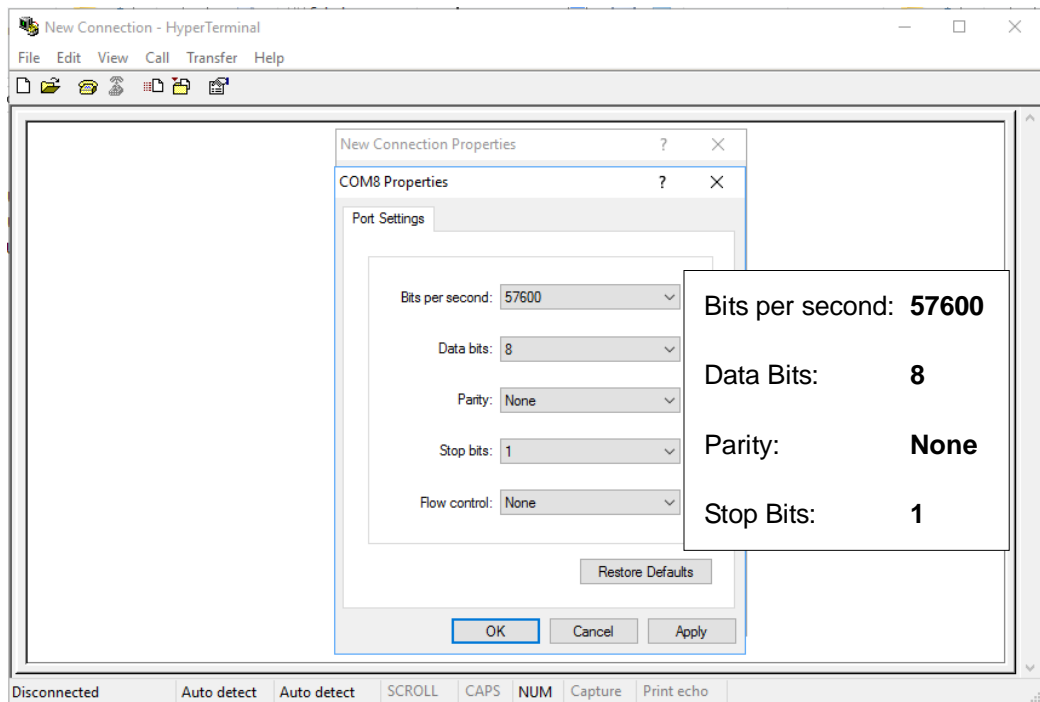 New Connection - HyperTerminal
File Edit View Call Transfer Help
New Connection Properties ?
COM8 Properties ?
Port Settings
Bits per second: 57600
Data bits: 8
Parity: None
Stop bits: 1
Flow control: None
Restore Defaults
OK Cancel Apply
Bits per second: 57600
Data Bits: 8
Parity: None
Stop Bits: 1
Disconnected Auto detect Auto detect SCROLL CAPS NUM Capture Print echo